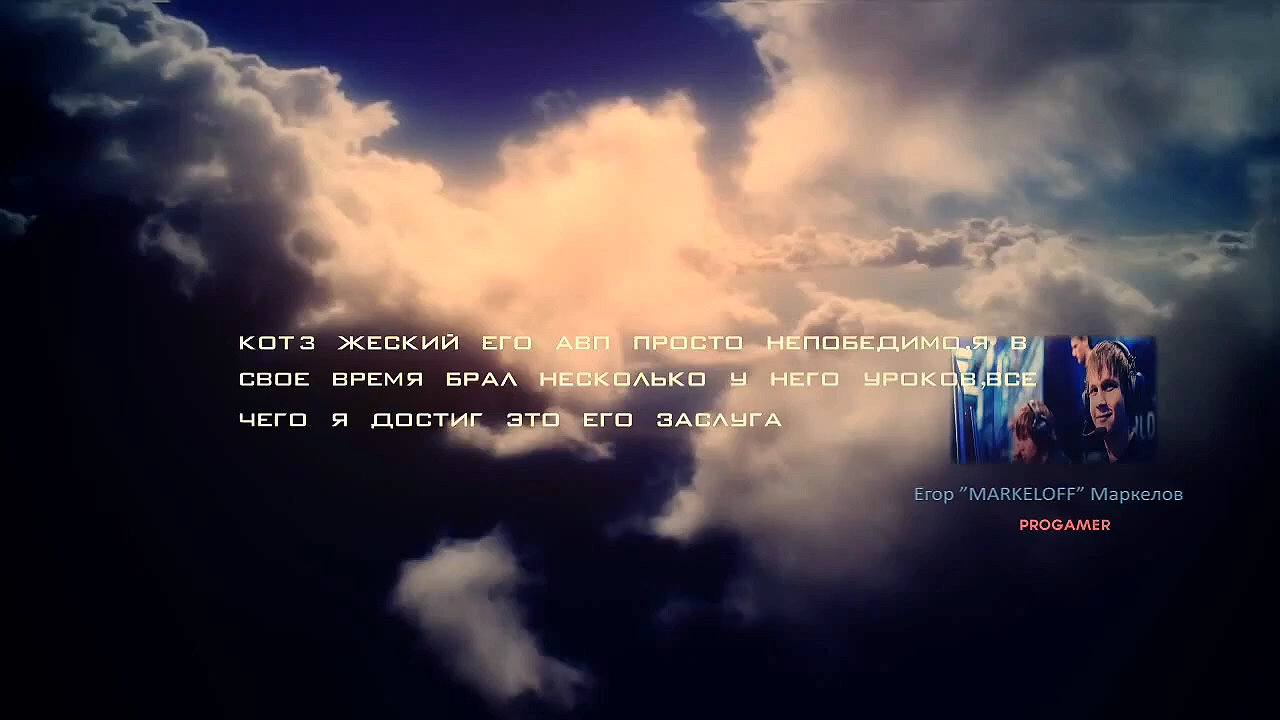 КОТЗ ЖЕСКИЙ ЕГО АВП ПРОСТО НЕПОБЕДИМО,Я В
СВОЕ ВРЕМЯ БРАЛ НЕСКОЛЬКО У НЕГО УРОКОВ,ВСЕ
ЧЕГО Я ДОСТИГ ЭТО ЕГО ЗАСЛУГА
Егор "MARKELOFF" Маркелов
PROGAMER